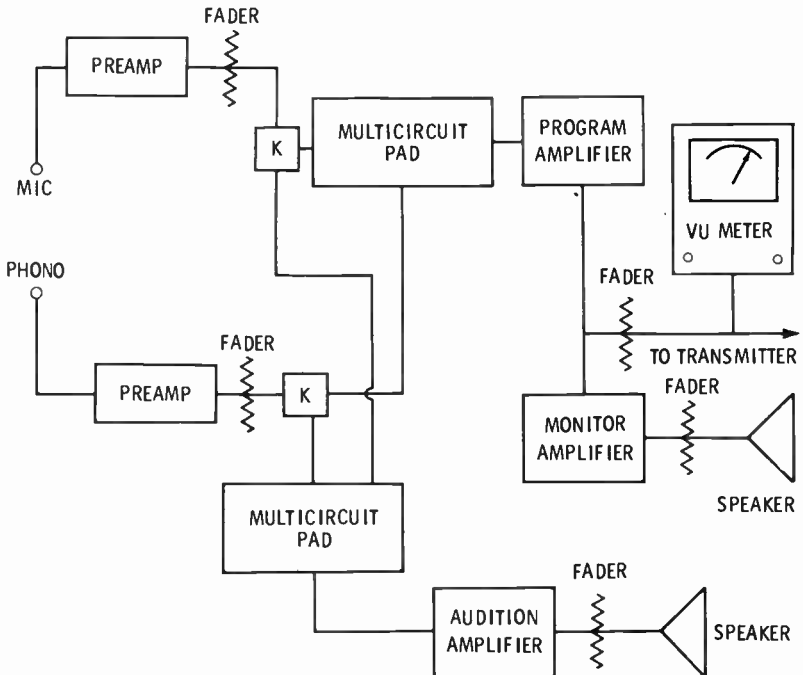 FADER
PREAMP
K
MULTICIRCUIT
PAD
PROGRAM
AMPLIFIER
VU METER
MIC
PHONO
FADER
TO TRANSMITTER
FADER
PREAMP
K
FADER
MONITOR
AMPLIFIER
SPEAKER
MULTICIRCUIT
PAD
FADER
AUDITION
AMPLIFIER
SPEAKER